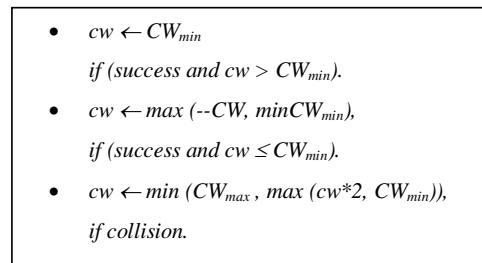 • cw ← CWmin
if (success and cw > CWmin).
• cw ← max (--CW, minCWmin),
if (success and cw ≤ CWmin).
• cw ← min (CWmax , max (cw*2, CWmin)),
if collision.